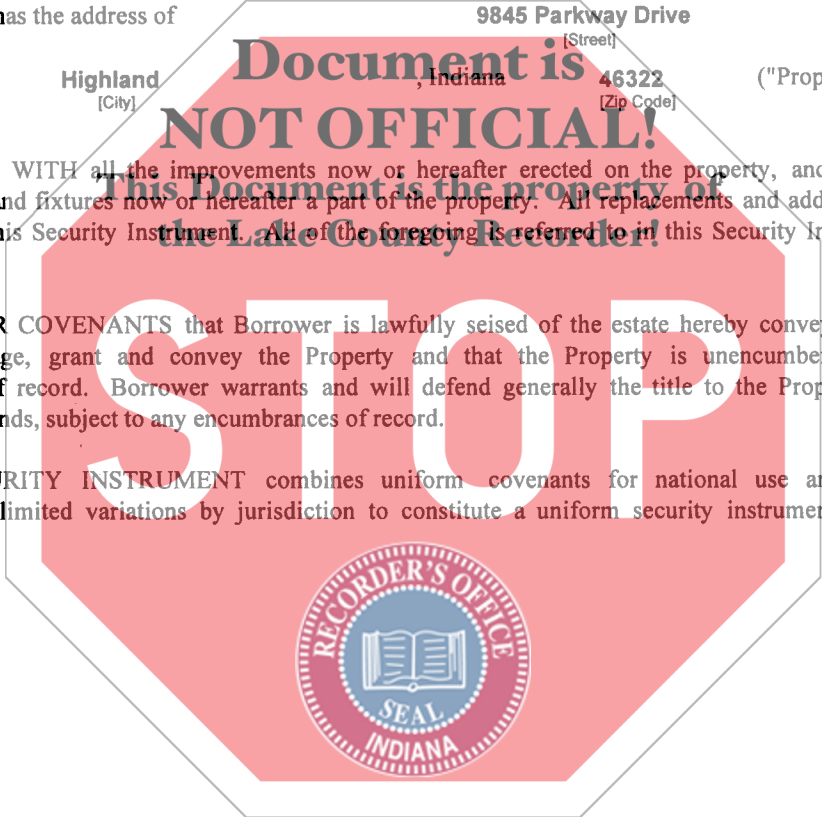 has the address of 9845 Parkway Drive
[Street]
Document is
Highland , Indiana 46322 ("Prop
[City] [Zip Code]
NOT OFFICIAL!
WITH all the improvements now or hereafter erected on the property, and
This Document is the property of
nd fixtures now or hereafter a part of the property. All replacements and add
is Security Instrument. All of the foregoing is referred to in this Security In
the Lake County Recorder!
R COVENANTS that Borrower is lawfully seised of the estate hereby convey
ge, grant and convey the Property and that the Property is unencumber
f record. Borrower warrants and will defend generally the title to the Prop
nds, subject to any encumbrances of record.
STOP
URITY INSTRUMENT combines uniform covenants for national use an
limited variations by jurisdiction to constitute a uniform security instrumen
RECORDER'S OFFICE
SEAL
INDIANA